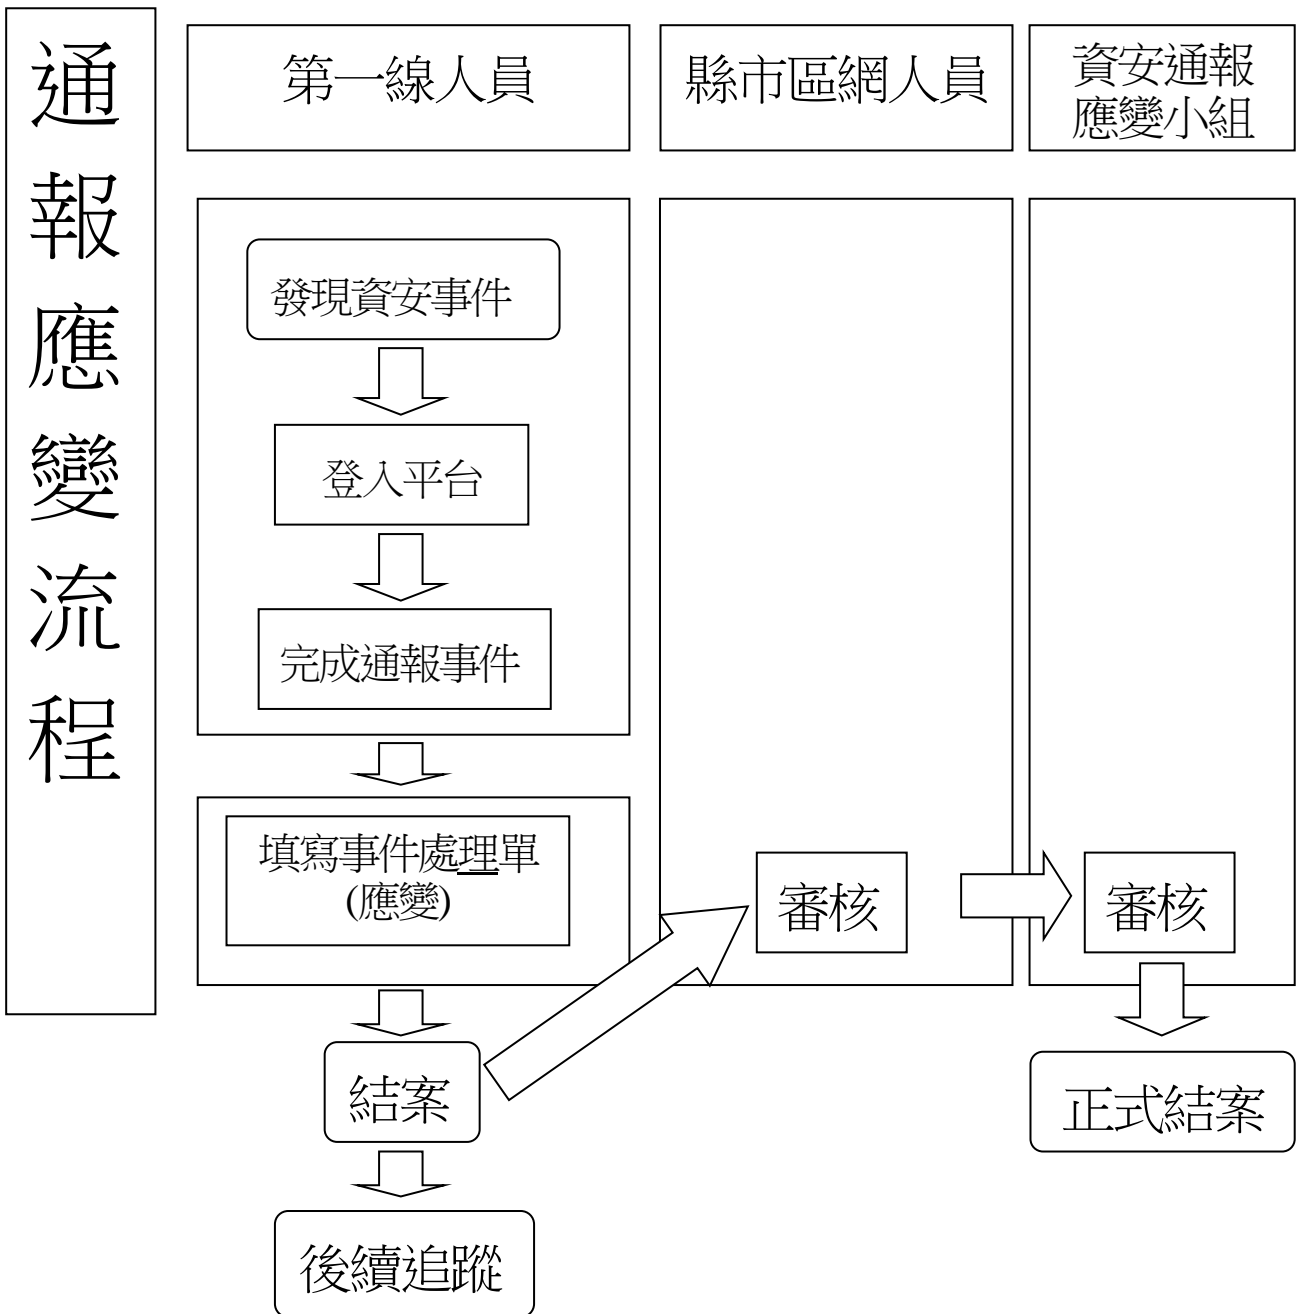 通報應變流程
第一線人員
縣市區網人員
資安通報
應變小組
發現資安事件
登入平台
完成通報事件
填寫事件處理單
(應變)
審核
審核
結案
正式結案
後續追蹤